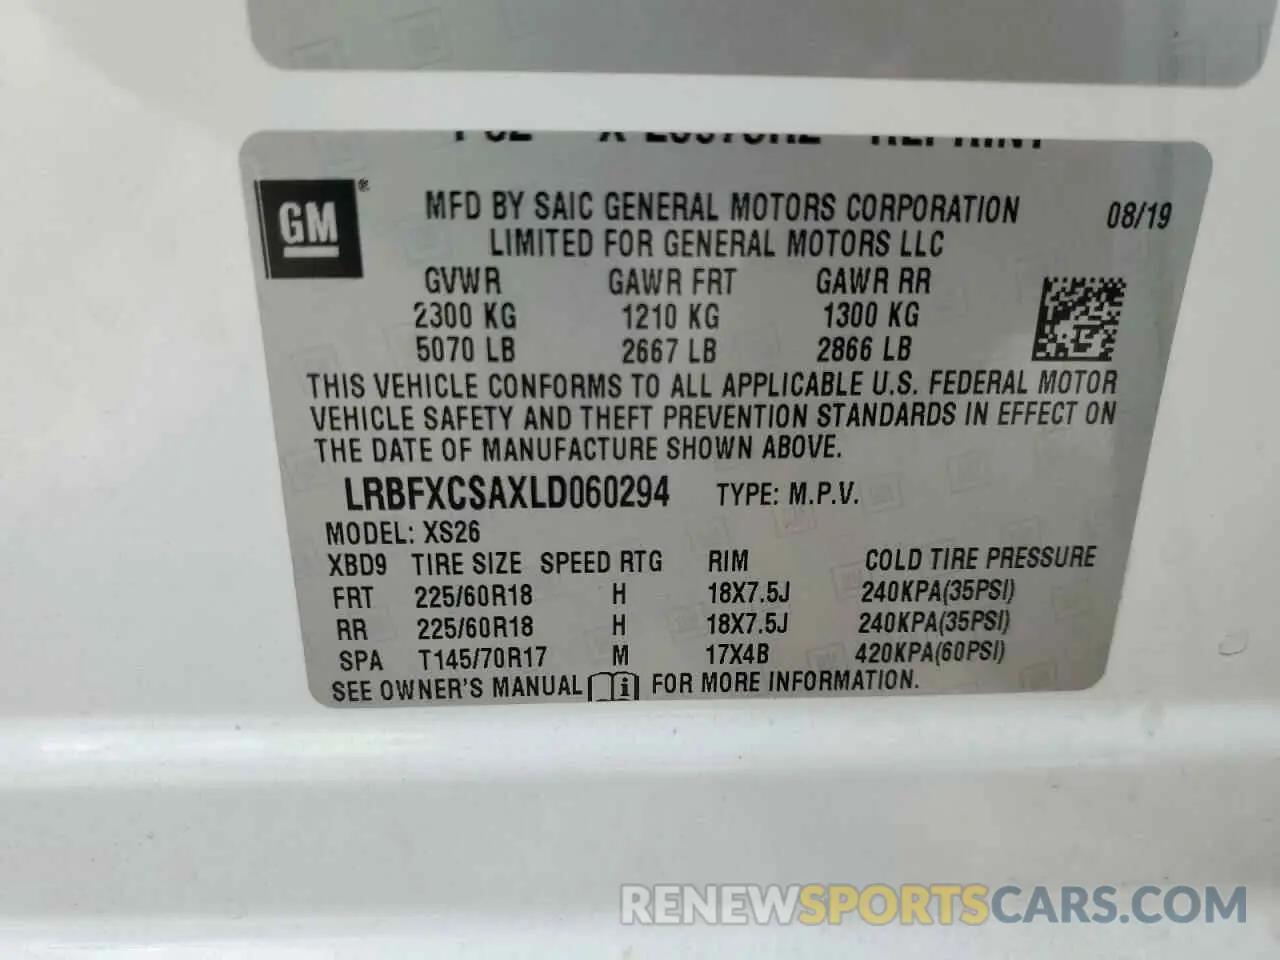 GM ®
MFD BY SAIC GENERAL MOTORS CORPORATION 08/19
LIMITED FOR GENERAL MOTORS LLC
GVWR GAWR FRT GAWR RR
2300 KG 1210 KG 1300 KG
5070 LB 2667 LB 2866 LB
THIS VEHICLE CONFORMS TO ALL APPLICABLE U.S. FEDERAL MOTOR
VEHICLE SAFETY AND THEFT PREVENTION STANDARDS IN EFFECT ON
THE DATE OF MANUFACTURE SHOWN ABOVE.
LRBFXCSAXLD060294 TYPE: M.P.V.
MODEL: XS26
XBD9 TIRE SIZE SPEED RTG RIM COLD TIRE PRESSURE
FRT 225/60R18 H 18X7.5J 240KPA(35PSI)
RR 225/60R18 H 18X7.5J 240KPA(35PSI)
SPA T145/70R17 M 17X4B 420KPA(60PSI)
SEE OWNER'S MANUAL i FOR MORE INFORMATION.
RENEWSPORTSCARS.COM